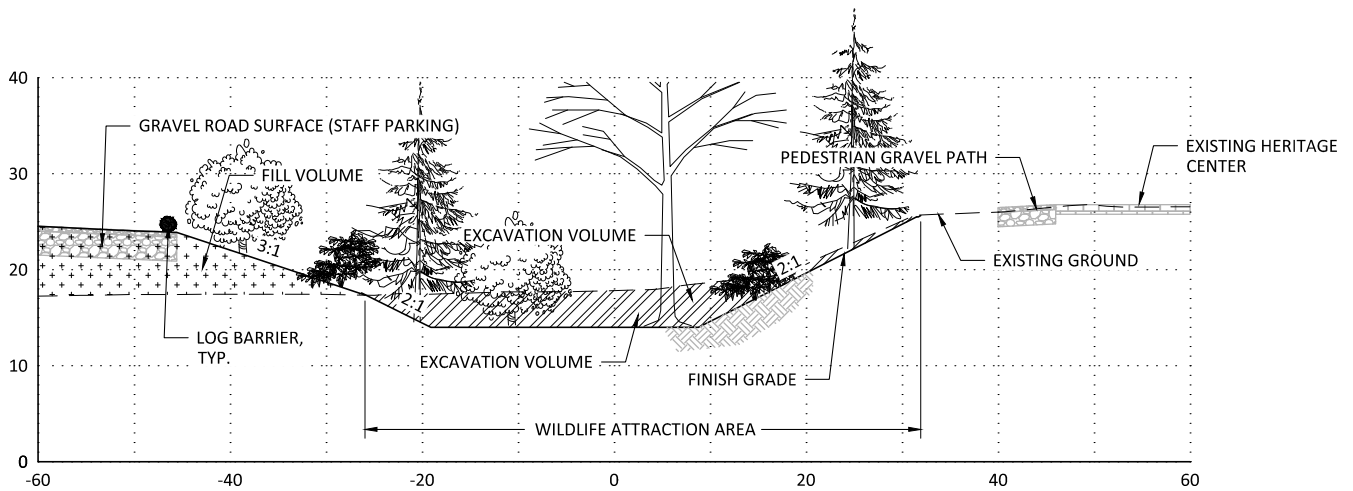 40
GRAVEL ROAD SURFACE (STAFF PARKING)
PEDESTRIAN GRAVEL PATH
EXISTING HERITAGE
CENTER
30
FILL VOLUME
EXCAVATION VOLUME
3:1
2:1
EXISTING GROUND
20
2:1
LOG BARRIER,
TYP.
EXCAVATION VOLUME
10
FINISH GRADE
WILDLIFE ATTRACTION AREA
0
-60 -40 -20 0 20 40 60